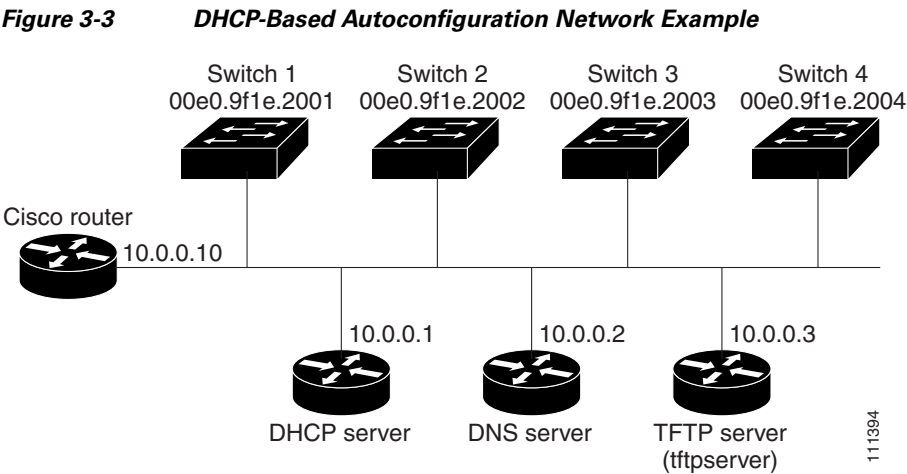 Figure 3-3 DHCP-Based Autoconfiguration Network Example
Switch 1
00e0.9f1e.2001
Switch 2
00e0.9f1e.2002
Switch 3
00e0.9f1e.2003
Switch 4
00e0.9f1e.2004
Cisco router
10.0.0.10
10.0.0.1
10.0.0.2
10.0.0.3
DHCP server
DNS server
TFTP server
(tftpserver)
111394